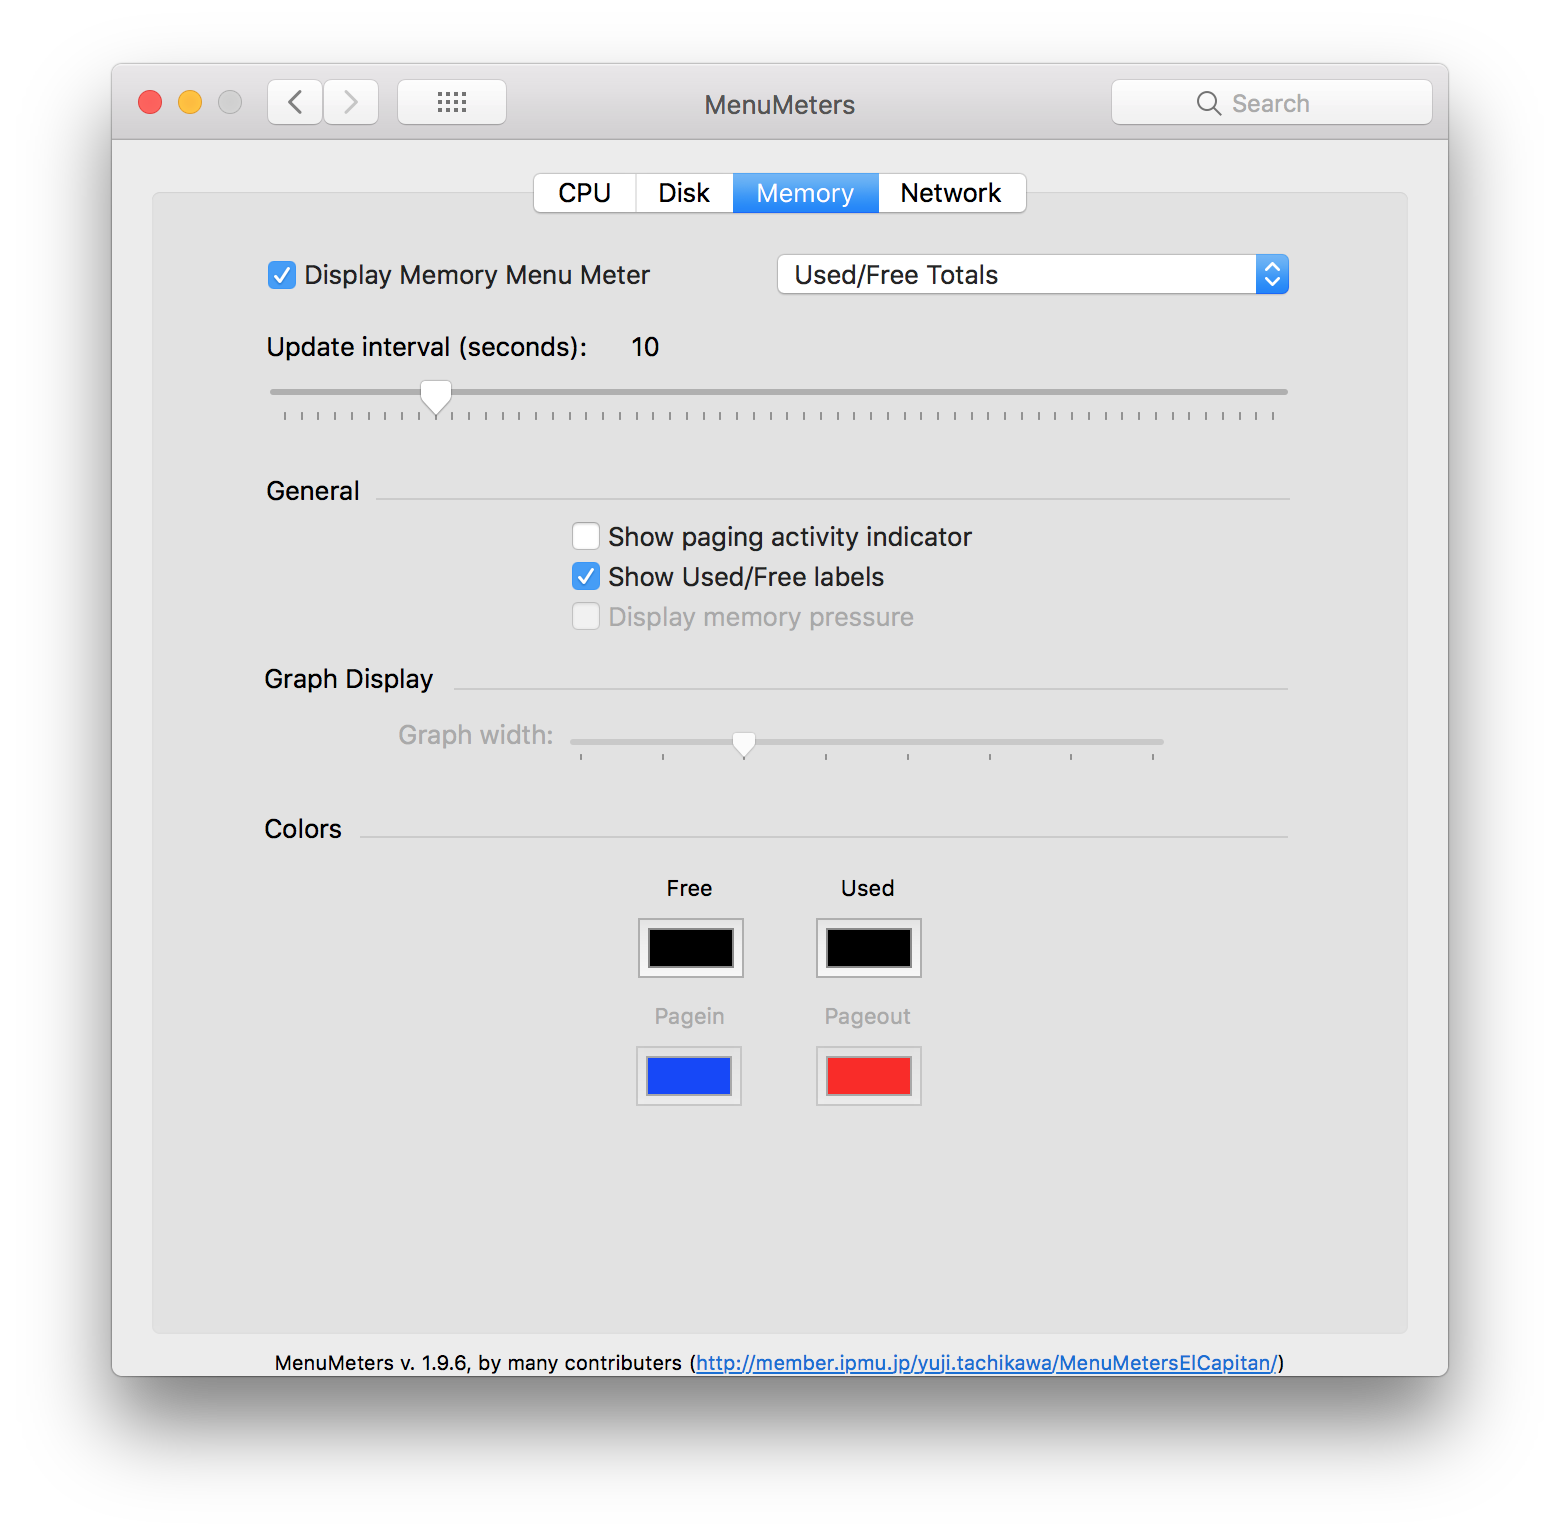 MenuMeters
Search
CPU Disk Memory Network
Display Memory Menu Meter Used/Free Totals
Update interval (seconds): 10
General
Show paging activity indicator
Show Used/Free labels
Display memory pressure
Graph Display
Graph width:
Colors
Free Used
Pagein Pageout
MenuMeters v. 1.9.6, by many contributers (http://member.ipmu.jp/yuji.tachikawa/MenuMetersElCapitan/)